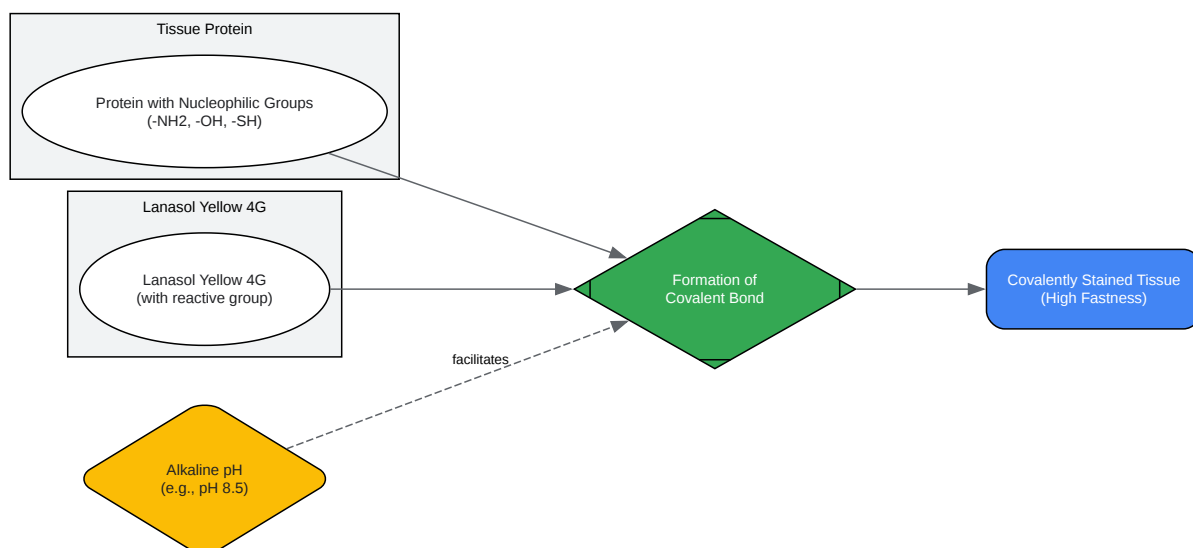 Tissue Protein
Protein with Nucleophilic Groups
(-NH2, -OH, -SH)
Lanasol Yellow 4G
Lanasol Yellow 4G
(with reactive group)
Formation of
Covalent Bond
Covalently Stained Tissue
(High Fastness)
facilitates
Alkaline pH
(e.g., pH 8.5)